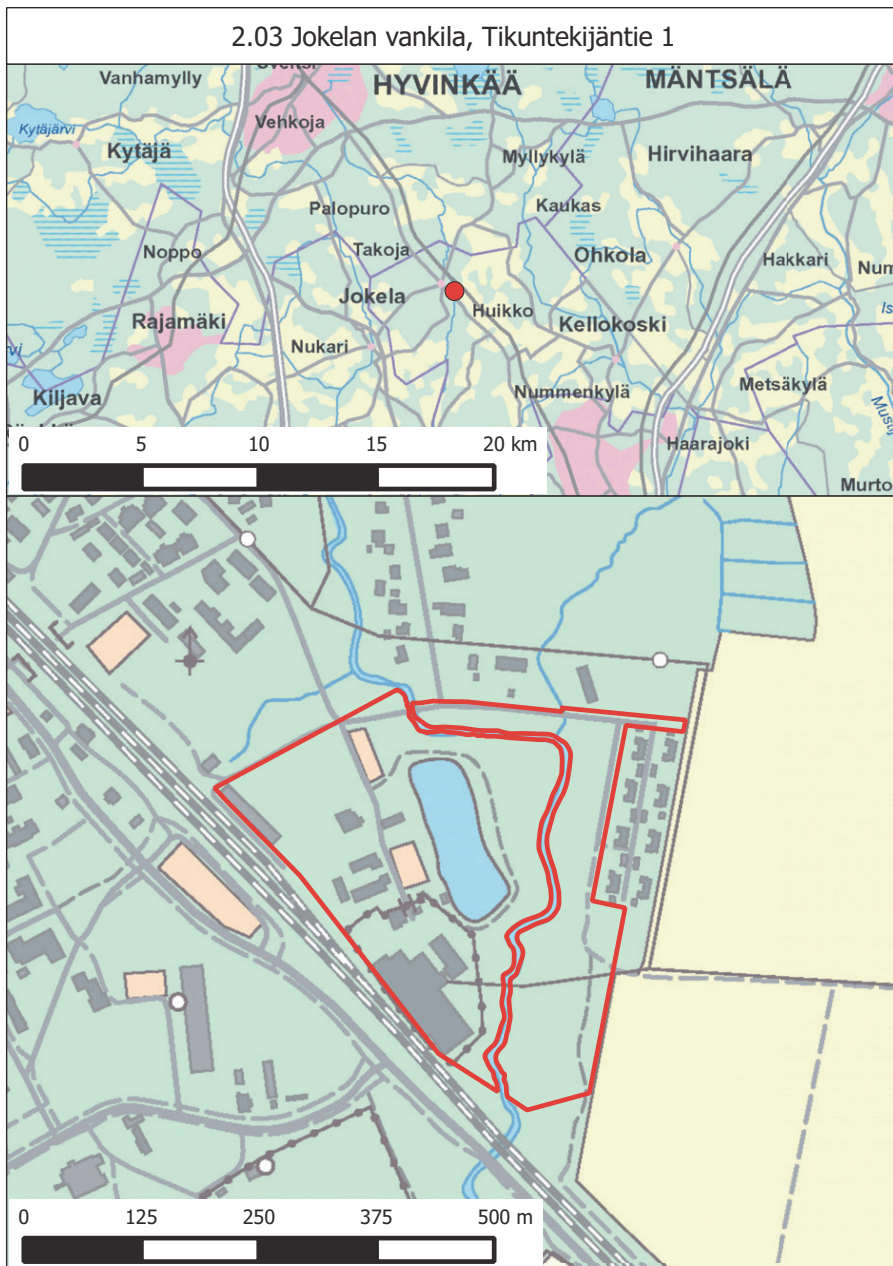 2.03 Jokelan vankila, Tikuntekijäntie 1
Vanhamylly
HYVINKÄÄ
MÄNTSÄLÄ
Kytäjärvi
Vehkoja
Kytäjä
Myllykylä
Hirvihaara
Palopuro
Kaukas
Noppo
Takoja
Ohkola
Hakkari
Jokela
Huikko
Rajamäki
Kellokoski
Nukari
Kiljava
Nummenkylä
Metsäkylä
Haarajoki
Murto
0 5 10 15 20 km
0 125 250 375 500 m